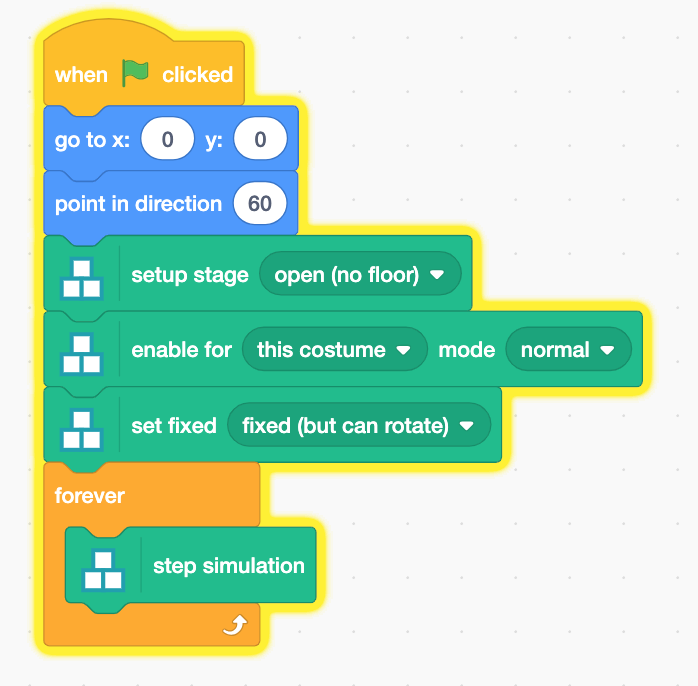 when clicked
go to x: 0 y: 0
point in direction 60
setup stage open (no floor)
enable for this costume mode normal
set fixed fixed (but can rotate)
forever
step simulation